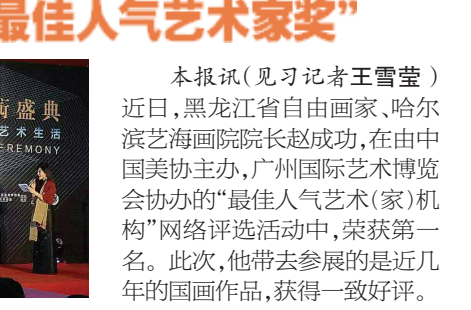 最佳人气艺术家奖”
本报讯(见习记者王雪莹)
近日,黑龙江省自由画家、哈尔
滨艺海画院院长赵成功,在由中
国美协主办,广州国际艺术博览
会协办的“最佳人气艺术(家)机
构”网络评选活动中,荣获第一
名。此次,他带去参展的是近几
年的国画作品,获得一致好评。
盛典
艺术生活
EREMONY